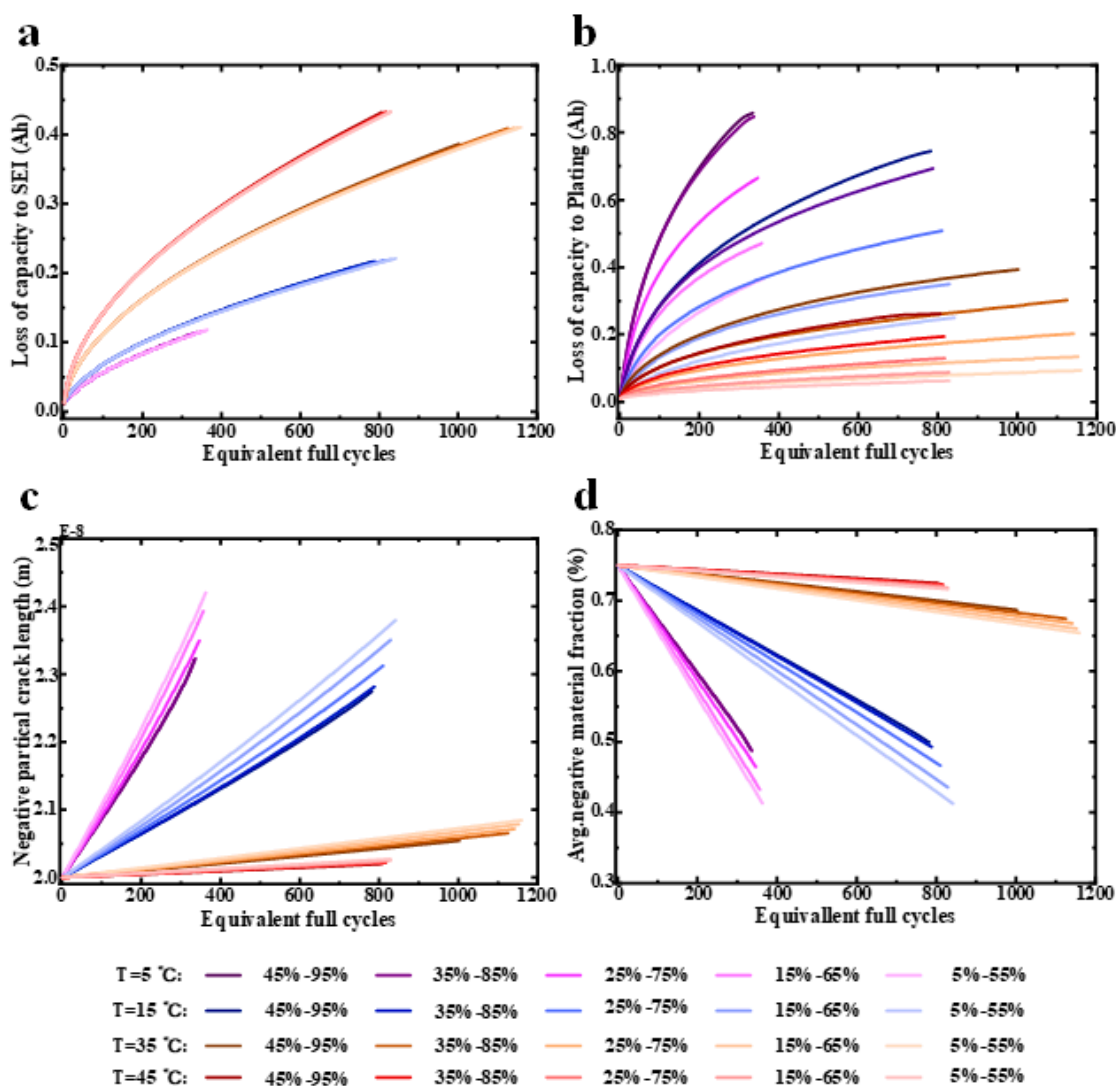 a
b
0.5
0.4
0.3
0.2
0.1
0.0
Loss of capacity to SEI (Ah)
0 200 400 600 800 1000 1200
Equivalent full cycles
1.0
0.8
0.6
0.4
0.2
0.0
Loss of capacity to Plating (Ah)
0 200 400 600 800 1000 1200
Equivalent full cycles
c
d
E-8
2.5
2.4
2.3
2.2
2.1
2.0
Negative partical crack length (m)
0 200 400 600 800 1000 1200
Equivalent full cycles
0.8
0.7
0.6
0.5
0.4
0.3
Avg.negative material fraction (%)
0 200 400 600 800 1000 1200
Equivallent full cycles
T=5 °C: 45%-95% 35%-85% 25%-75% 15%-65% 5%-55%
T=15 °C: 45%-95% 35%-85% 25%-75% 15%-65% 5%-55%
T=35 °C: 45%-95% 35%-85% 25%-75% 15%-65% 5%-55%
T=45 °C: 45%-95% 35%-85% 25%-75% 15%-65% 5%-55%